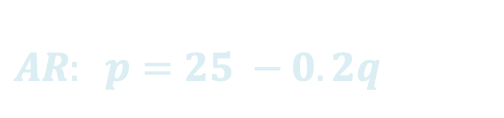 AR: p = 25 − 0.2q